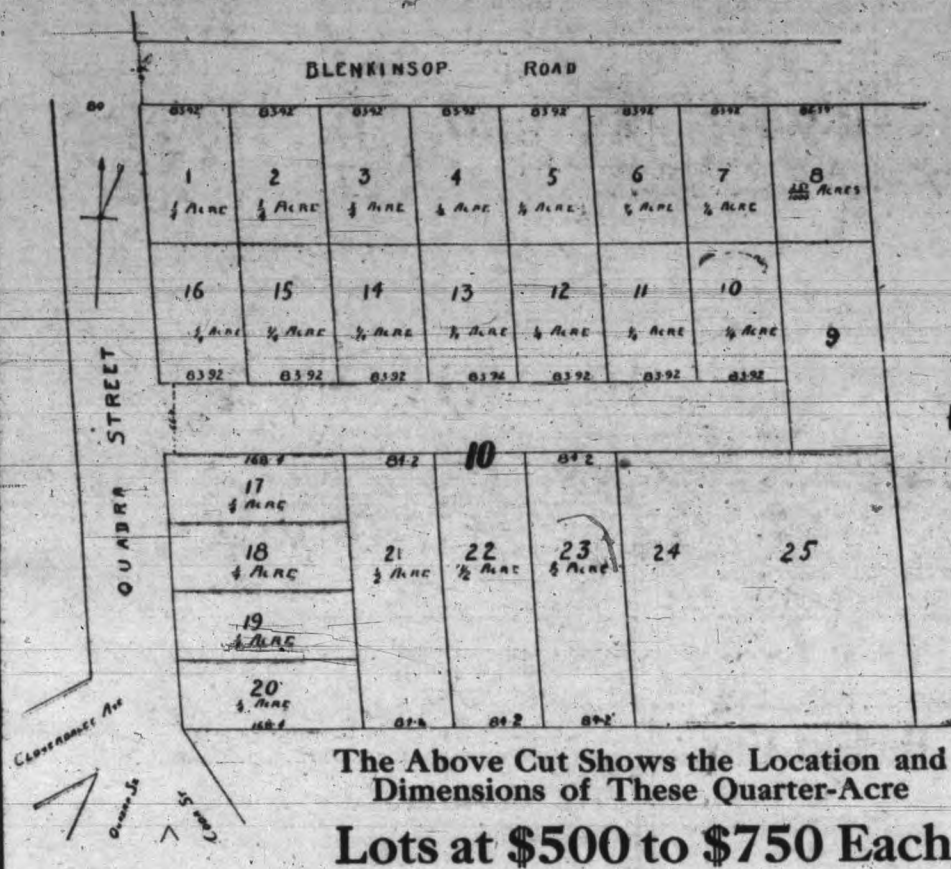 BLENKINSOP ROAD
80
83.92' 83.92' 83.92' 83.92' 83.92 83.92' 83.92'
1 2 3 4 5 6 7 8
¼ ACRE ¼ ACRE ¼ ACRE ¼ ACRE ¼ ACRE ¼ ACRE ¼ ACRE ACRES
16 15 14 13 12 11 10 9
¼ ACRE ¼ ACRE ¼ ACRE ¼ ACRE ¼ ACRE ¼ ACRE ¼ ACRE
83.92 83.92 83.92 83.92 83.92 83.92
QUADRA STREET
168.4 84.2 10 84.2
17
¼ ACRE
18
¼ ACRE
19
¼ ACRE
20
¼ ACRE
168.4
21 22 23 24 25
½ ACRE ½ ACRE ½ ACRE
84.2 84.2
CLOVERDALE AVE
QUADRA ST
The Above Cut Shows the Location and
Dimensions of These Quarter-Acre
Lots at $500 to $750 Each